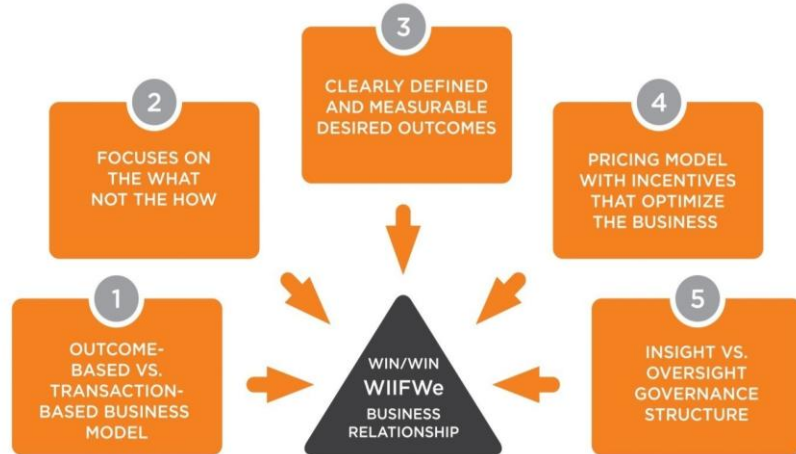 1
OUTCOME-
BASED VS.
TRANSACTION-
BASED BUSINESS
MODEL
2
FOCUSES ON
THE WHAT
NOT THE HOW
3
CLEARLY DEFINED
AND MEASURABLE
DESIRED OUTCOMES
4
PRICING MODEL
WITH INCENTIVES
THAT OPTIMIZE
THE BUSINESS
5
INSIGHT VS.
OVERSIGHT
GOVERNANCE
STRUCTURE
WIN/WIN
WIIFWe
BUSINESS
RELATIONSHIP